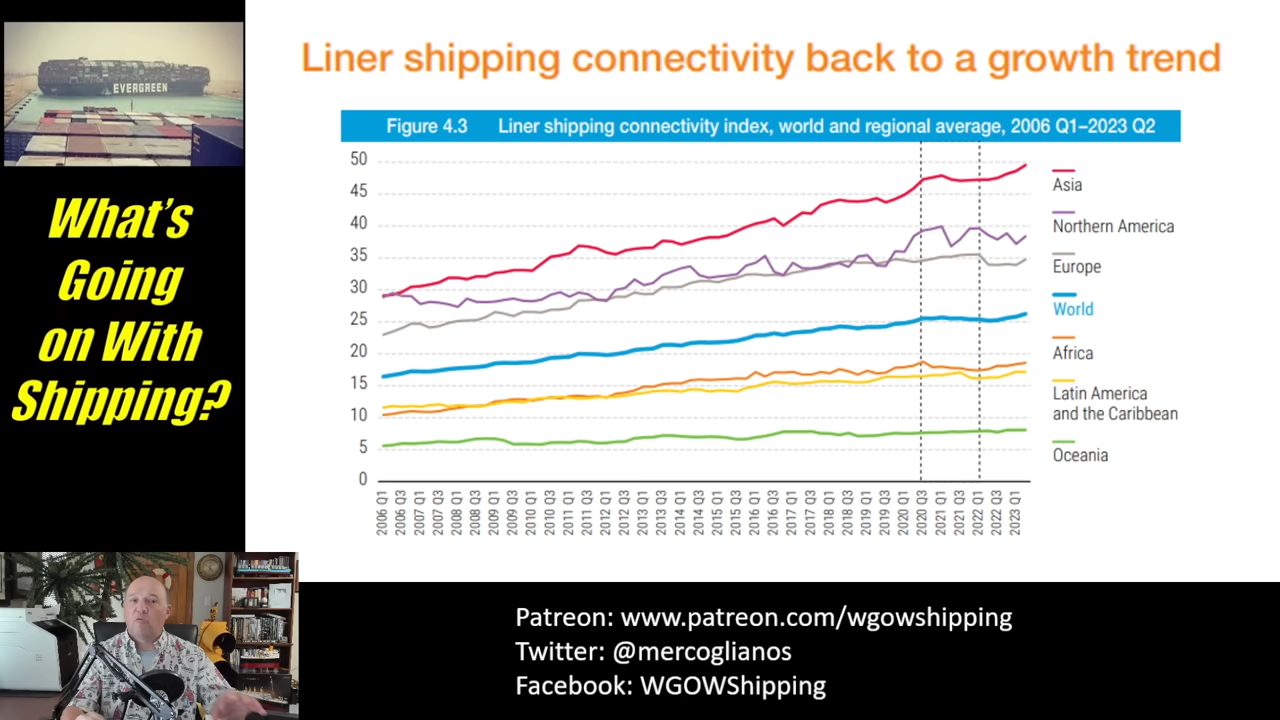 EVERGREEN
What's
Going
on With
Shipping?
Liner shipping connectivity back to a growth trend
Figure 4.3 Liner shipping connectivity index, world and regional average, 2006 Q1–2023 Q2
50
45
40
35
30
25
20
15
10
5
0
2006 Q1
2006 Q3
2007 Q1
2007 Q3
2008 Q1
2008 Q3
2009 Q1
2009 Q3
2010 Q1
2010 Q3
2011 Q1
2011 Q3
2012 Q1
2012 Q3
2013 Q1
2013 Q3
2014 Q1
2014 Q3
2015 Q1
2015 Q3
2016 Q1
2016 Q3
2017 Q1
2017 Q3
2018 Q1
2018 Q3
2019 Q1
2019 Q3
2020 Q1
2020 Q3
2021 Q1
2021 Q3
2022 Q1
2022 Q3
2023 Q1
Asia
Northern America
Europe
World
Africa
Latin America
and the Caribbean
Oceania
Patreon: www.patreon.com/wgowshipping
Twitter: @mercoglianos
Facebook: WGOWShipping